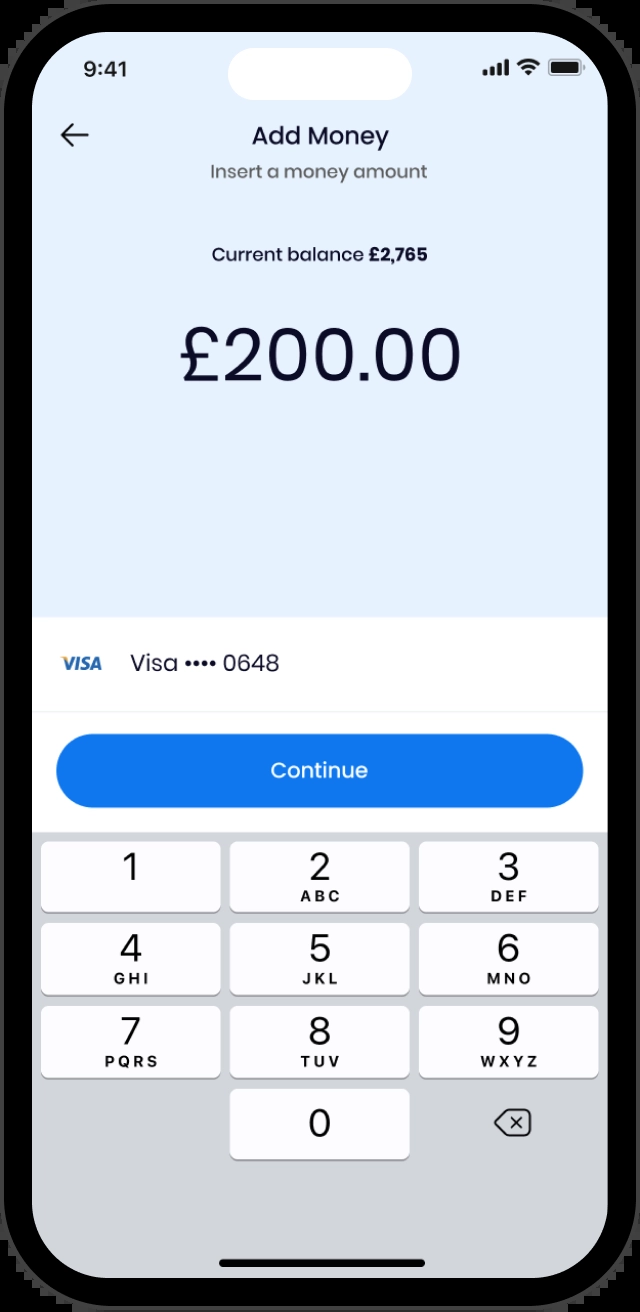 9:41
Add Money
Insert a money amount
Current balance £2,765
£200.00
VISA Visa •••• 0648
Continue
1 2 3
ABC DEF
4 5 6
GHI JKL MNO
7 8 9
PQRS TUV WXYZ
0